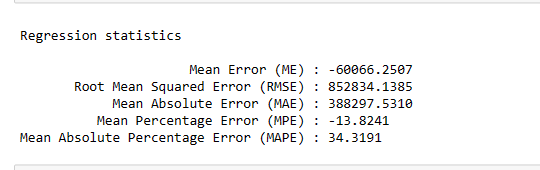 Regression statistics
Mean Error (ME) : -60066.2507
Root Mean Squared Error (RMSE) : 852834.1385
Mean Absolute Error (MAE) : 388297.5310
Mean Percentage Error (MPE) : -13.8241
Mean Absolute Percentage Error (MAPE) : 34.3191